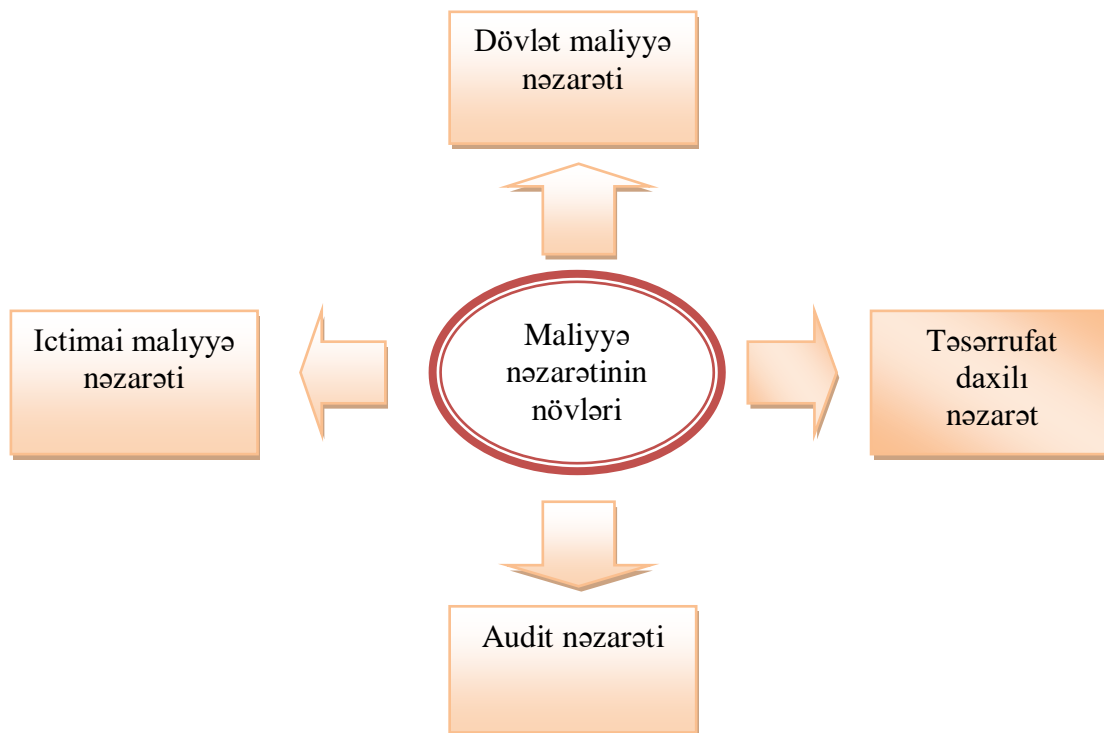 Dövlət maliyyə
nəzarəti
Ictimai malıyyə
nəzarəti
Maliyyə
nəzarətinin
növləri
Təsərrufat
daxilı
nəzarət
Audit nəzarəti